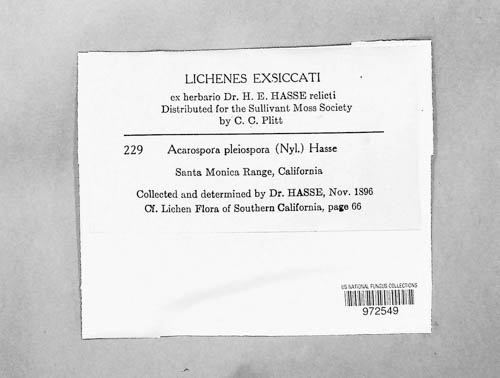 LICHENES EXSICCATI
ex herbario Dr. H. E. HASSE relicti
Distributed for the Sullivant Moss Society
by C. C. Plitt
229 Acarospora pleiospora (Nyl.) Hasse
Santa Monica Range, California
Collected and determined by Dr. HASSE, Nov. 1896
Cf. Lichen Flora of Southern California, page 66
US NATIONAL FUNGUS COLLECTIONS
972549